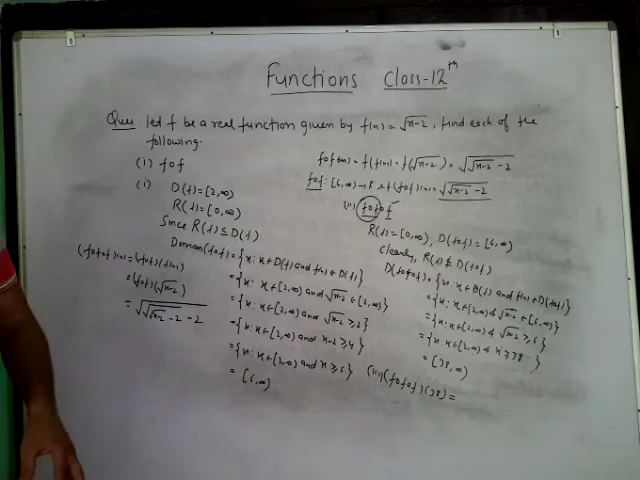 Functions Class-12th
Ques let f be a real function given by f(x) = √x-2, find each of the
following.
(i) fof
(i) D(f) = [2,∞)
R(f) = [0,∞)
Since R(f) ⊆ D(f)
Domain(fof) = {x: x∈D(f) and f(x)∈D(f)}
= {x: x∈[2,∞) and √x-2 ∈ [2,∞)}
= {x: x∈[2,∞) and √x-2 ≥ 2}
= {x: x∈[2,∞) and x-2 ≥ 4}
= {x: x∈[2,∞) and x ≥ 6}
= [6,∞)
fof(x) = f(f(x)) = f(√x-2) = √√x-2 -2
fof: [6,∞) → R (fof)(x) = √√x-2 -2
(ii) fofof
R(f) = [0,∞), D(fof) = [6,∞)
clearly, R(f) ⊈ D(fof)
D(fofof) = {x: x∈D(f) and f(x)∈D(fof)}
= {x: x∈[2,∞) & √x-2 ∈ [6,∞)}
= {x: x∈[2,∞) & √x-2 ≥ 6}
= {x: x∈[2,∞) & x ≥ 38}
= [38,∞)
(fofof)(x) = (fof)(f(x))
= (fof)(√x-2)
= √√√x-2 -2 -2
(iii) (fofof)(38) =